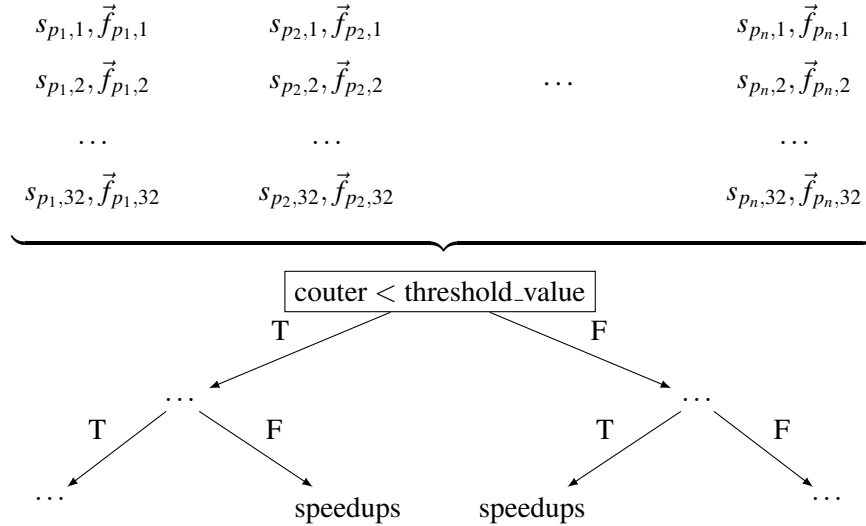 s_{p_1,1}, \vec{f}_{p_1,1} s_{p_2,1}, \vec{f}_{p_2,1} s_{p_n,1}, \vec{f}_{p_n,1}
s_{p_1,2}, \vec{f}_{p_1,2} s_{p_2,2}, \vec{f}_{p_2,2} ... s_{p_n,2}, \vec{f}_{p_n,2}
... ... ...
s_{p_1,32}, \vec{f}_{p_1,32} s_{p_2,32}, \vec{f}_{p_2,32} s_{p_n,32}, \vec{f}_{p_n,32}
couter < threshold_value
T F
... ...
T F T F
... speedups speedups ...